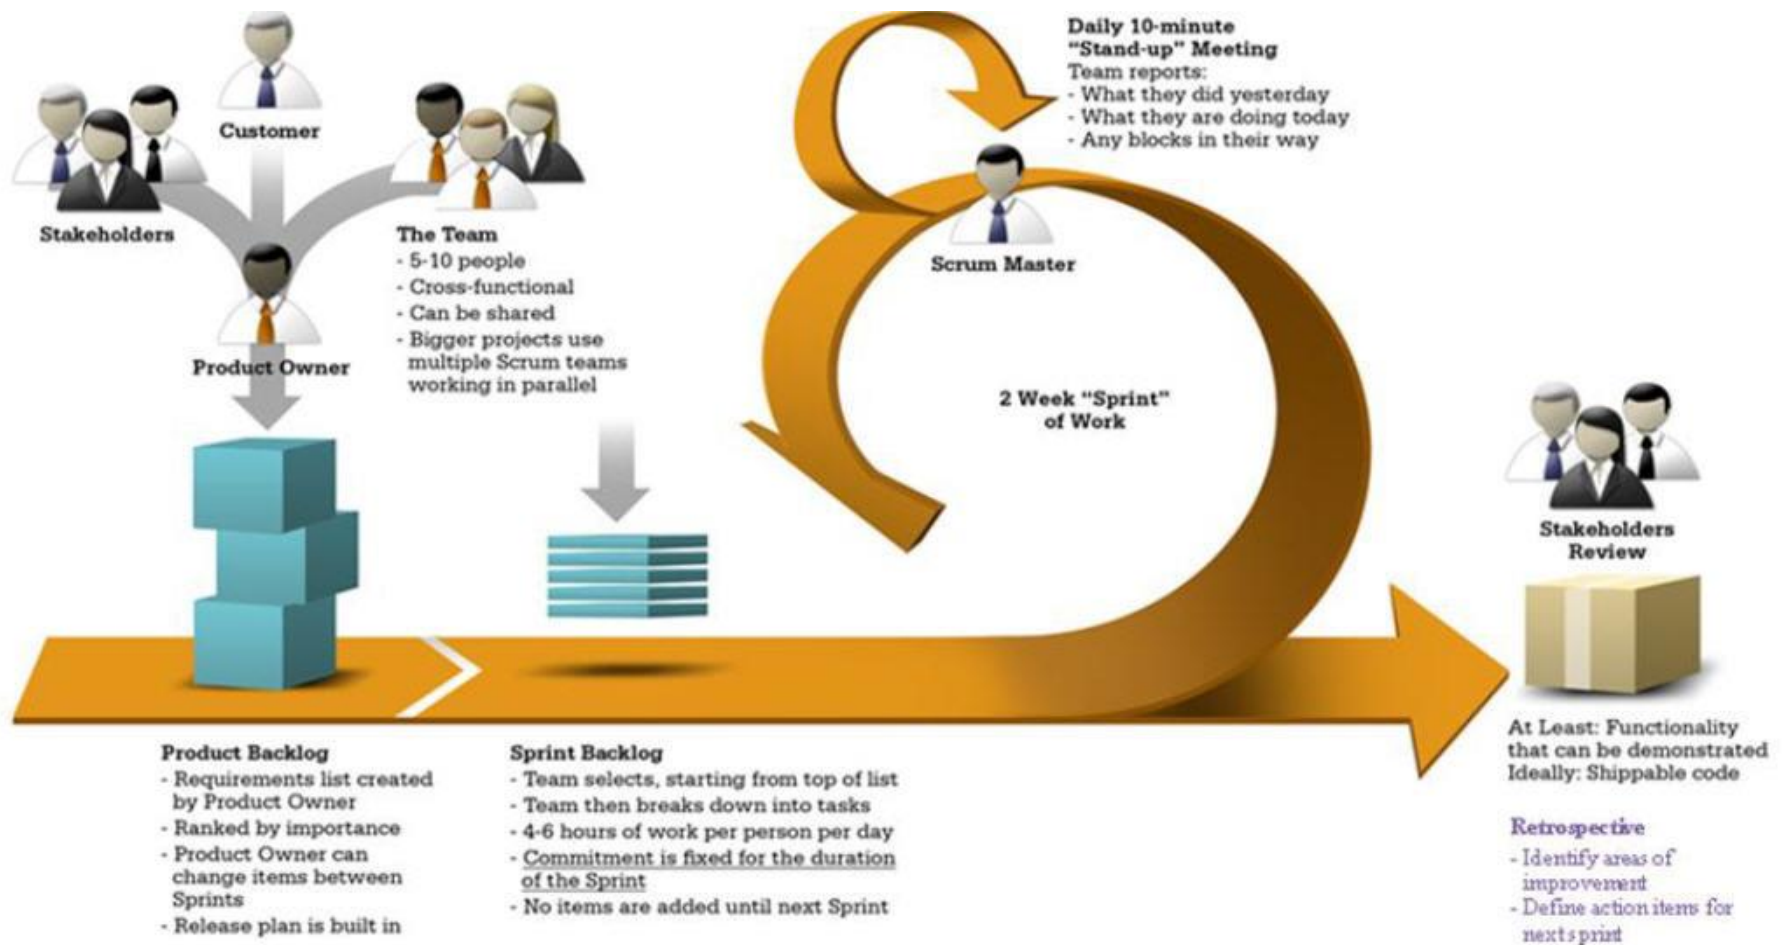 Customer
Stakeholders
The Team
- 5-10 people
- Cross-functional
- Can be shared
- Bigger projects use
multiple Scrum teams
working in parallel
Product Owner
Daily 10-minute
“Stand-up” Meeting
Team reports:
- What they did yesterday
- What they are doing today
- Any blocks in their way
Scrum Master
2 Week “Sprint”
of Work
Stakeholders
Review
Product Backlog
- Requirements list created
by Product Owner
- Ranked by importance
- Product Owner can
change items between
Sprints
- Release plan is built in
Sprint Backlog
- Team selects, starting from top of list
- Team then breaks down into tasks
- 4-6 hours of work per person per day
- Commitment is fixed for the duration
of the Sprint
- No items are added until next Sprint
At Least: Functionality
that can be demonstrated
Ideally: Shippable code
Retrospective
- Identify areas of
improvement
- Define action items for
next sprint